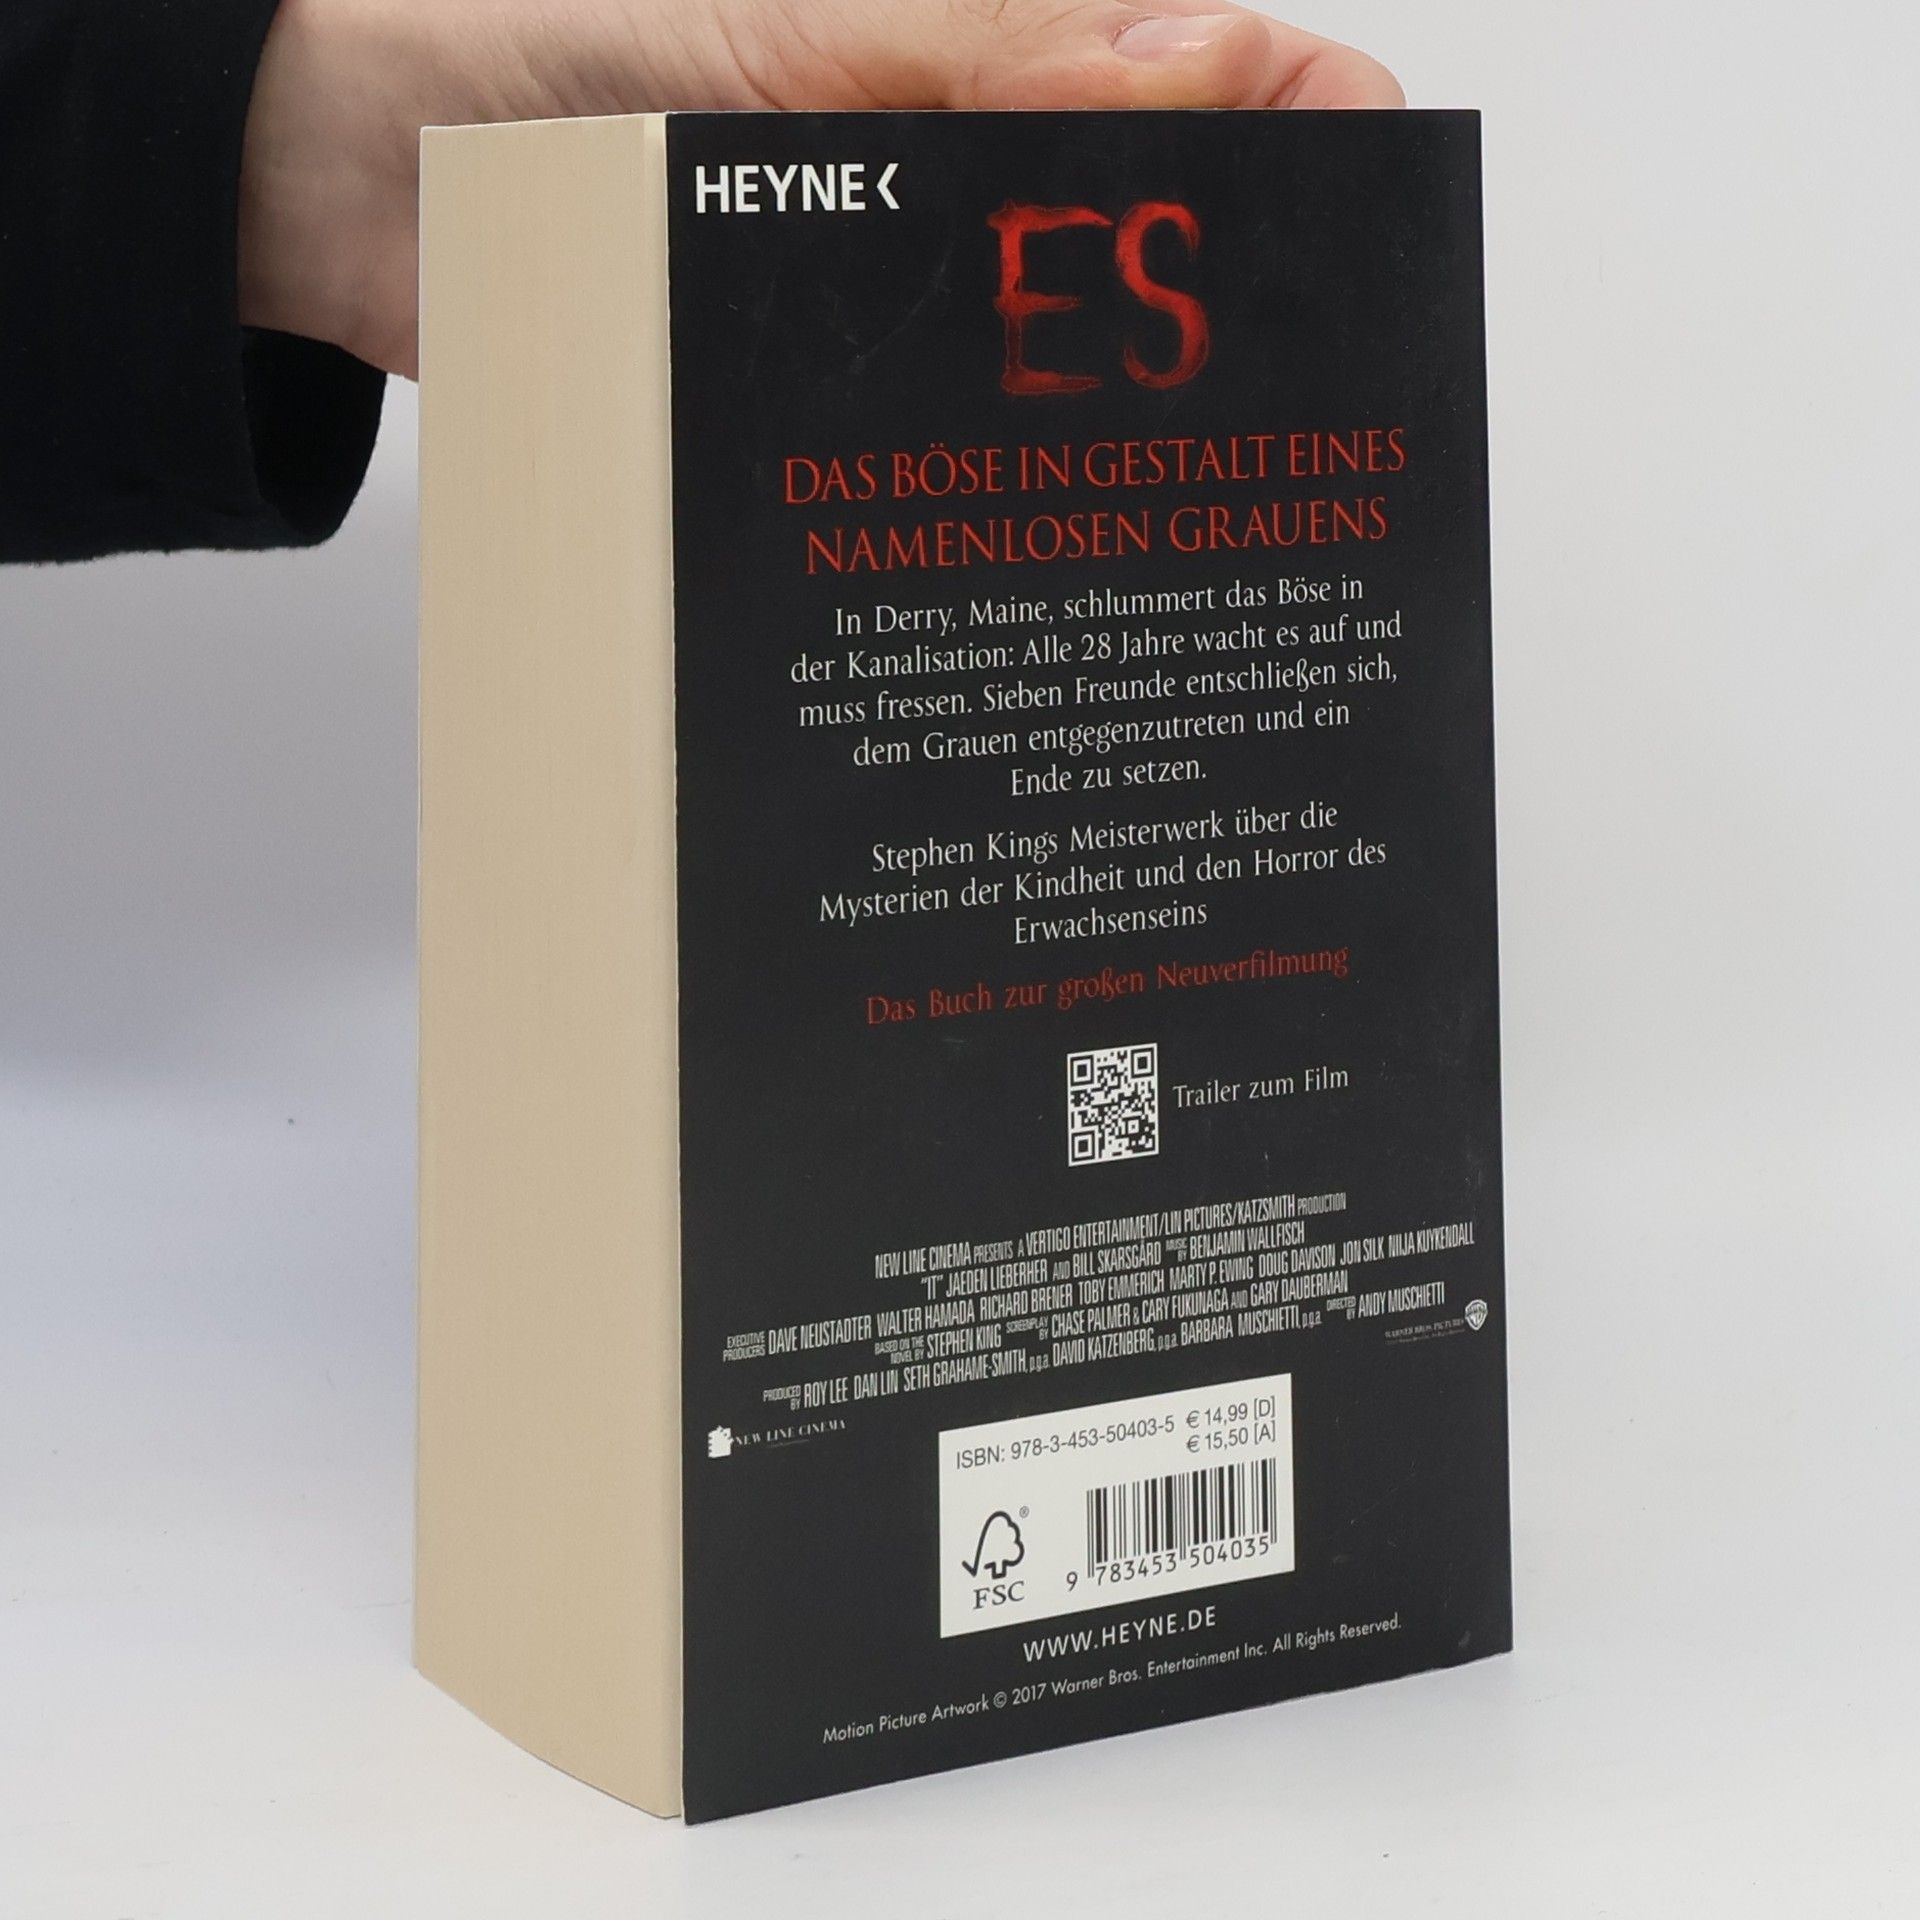 HEYNE
ES
DAS BÖSE IN GESTALT EINES
NAMENLOSEN GRAUENS
In Derry, Maine, schlummert das Böse in
der Kanalisation: Alle 28 Jahre wacht es auf und
muss fressen. Sieben Freunde entschließen sich,
dem Grauen entgegenzutreten und ein
Ende zu setzen.
Stephen Kings Meisterwerk über die
Mysterien der Kindheit und den Horror des
Erwachsenseins
Das Buch zur großen Neuverfilmung
Trailer zum Film
NEW LINE CINEMA PRESENTS A VERTIGO ENTERTAINMENT/LIN PICTURES/KATZSMITH PRODUCTION
"IT" JAEDEN LIEBERHER AND BILL SKARSGÅRD MUSIC BY BENJAMIN WALLFISCH
EXECUTIVE PRODUCERS DAVE NEUSTADTER WALTER HAMADA RICHARD BRENER TOBY EMMERICH MARTY P. EWING DOUG DAVISON JON SILK NIIJA KUYKENDALL
BASED ON THE NOVEL BY STEPHEN KING SCREENPLAY BY CHASE PALMER & CARY FUKUNAGA AND GARY DAUBERMAN
PRODUCED BY ROY LEE DAN LIN SETH GRAHAME-SMITH, p.g.a. DAVID KATZENBERG, p.g.a. BARBARA MUSCHIETTI, p.g.a. DIRECTED BY ANDY MUSCHIETTI
NEW LINE CINEMA
WARNER BROS. PICTURES
ISBN: 978-3-453-50403-5 € 14,99 [D]
€ 15,50 [A]
FSC ®
9 783453 504035
WWW.HEYNE.DE
Motion Picture Artwork © 2017 Warner Bros. Entertainment Inc. All Rights Reserved.